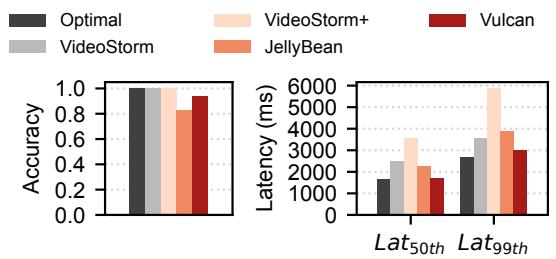 Optimal VideoStorm+ Vulcan
VideoStorm JellyBean
Accuracy
1.0
0.8
0.6
0.4
0.2
0.0
Latency (ms)
6000
5000
4000
3000
2000
1000
0
Lat50th Lat99th